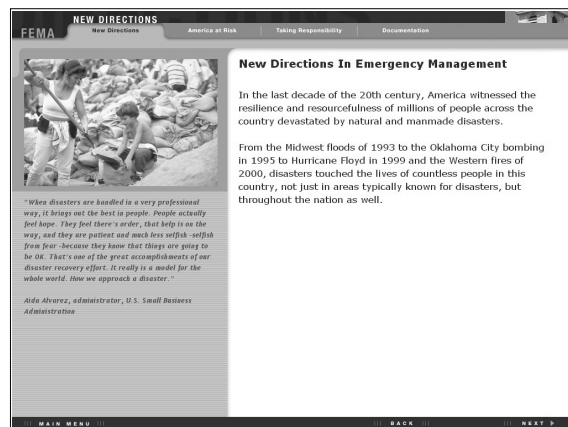 NEW DIRECTIONS
FEMA
New Directions
America at Risk
Taking Responsibility
Documentation
New Directions In Emergency Management
In the last decade of the 20th century, America witnessed the
resilience and resourcefulness of millions of people across the
country devastated by natural and manmade disasters.
From the Midwest floods of 1993 to the Oklahoma City bombing
in 1995 to Hurricane Floyd in 1999 and the Western fires of
2000, disasters touched the lives of countless people in this
country, not just in areas typically known for disasters, but
throughout the nation as well.
"When disasters are handled in a very professional
way, it brings out the best in people. People actually
feel hope. They feel there's order, that help is on the
way, and they are patient and much less selfish -selfish
from fear -because they know that things are going to
be OK. That's one of the great accomplishments of our
disaster recovery effort. It really is a model for the
whole world. How we approach a disaster."
Aida Alvarez, administrator, U.S. Small Business
Administration
MAIN MENU
BACK
NEXT